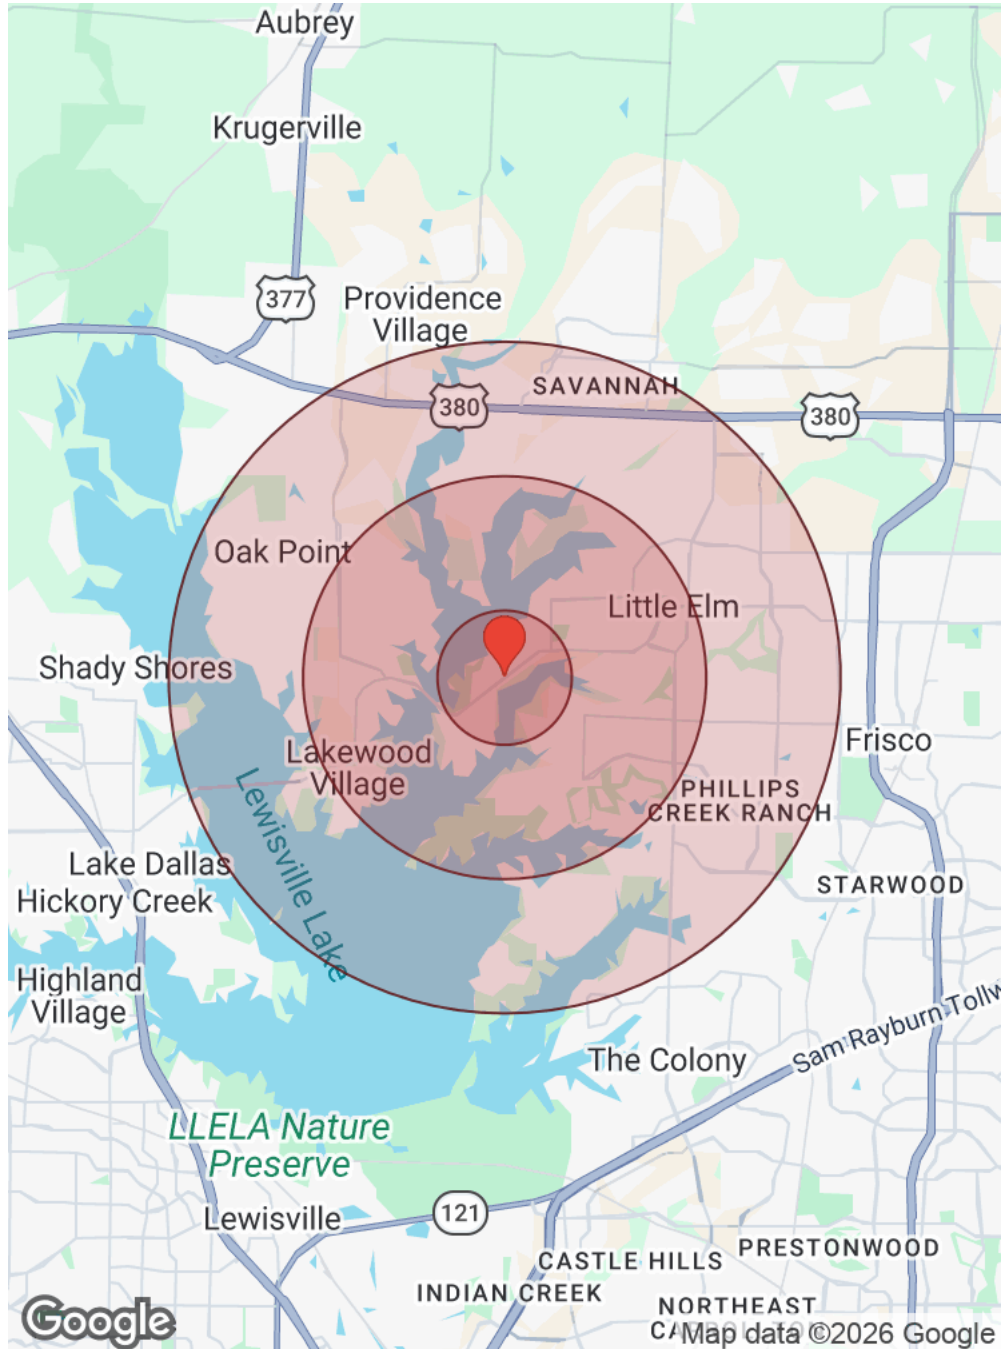 Aubrey
Krugerville
377
Providence
Village
SAVANNAH
380
380
Oak Point
Little Elm
Shady Shores
Frisco
Lakewood
Village
PHILLIPS
CREEK RANCH
Lewisville Lake
Lake Dallas
STARWOOD
Hickory Creek
Highland
Village
Sam Rayburn Tollw
The Colony
LLELA Nature
Preserve
Lewisville
121
CASTLE HILLS
PRESTONWOOD
INDIAN CREEK
NORTHEAST
Google
Map data ©2026 Google